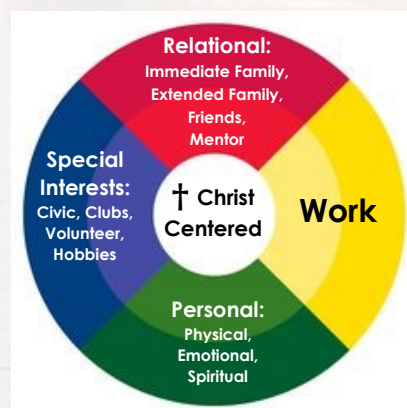 Relational:
Immediate Family,
Extended Family,
Friends,
Mentor
Special
Interests:
Civic, Clubs,
Volunteer,
Hobbies
† Christ
Centered
Work
Personal:
Physical,
Emotional,
Spiritual